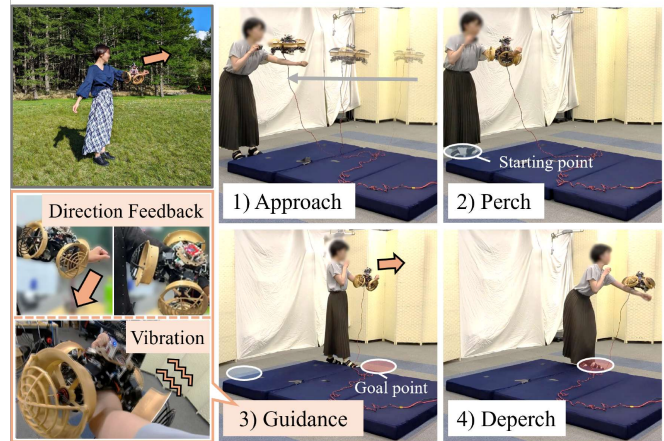 1) Approach
Starting point
2) Perch
Direction Feedback
Vibration
Goal point
3) Guidance
4) Deperch